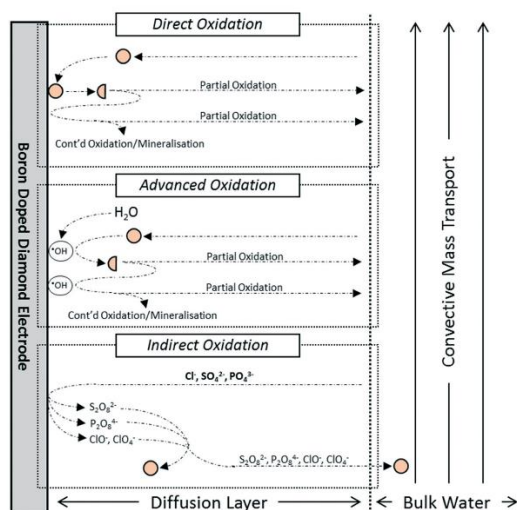 Direct Oxidation
Partial Oxidation
Partial Oxidation
Cont'd Oxidation/Mineralisation
Boron Doped Diamond Electrode
Advanced Oxidation
H₂O
•OH
Partial Oxidation
•OH
Partial Oxidation
Cont'd Oxidation/Mineralisation
Indirect Oxidation
Cl⁻, SO₄²⁻, PO₄³⁻
S₂O₈²⁻
P₂O₈⁴⁻
ClO⁻, ClO₄⁻
S₂O₈²⁻, P₂O₈⁴⁻, ClO⁻, ClO₄⁻
Convective Mass Transport
Diffusion Layer
Bulk Water